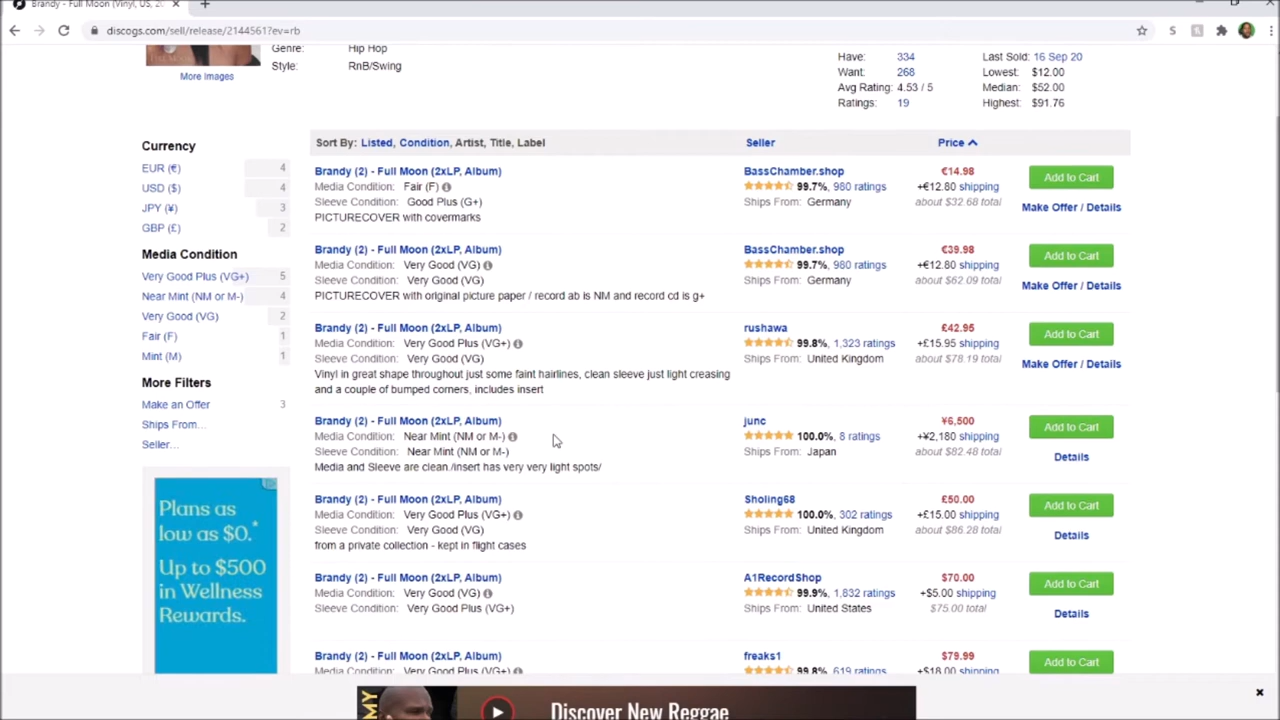 Brandy - Full Moon (Vinyl, US, 20
discogs.com/sell/release/2144561?ev=rb
Genre: Hip Hop
Style: RnB/Swing
More Images
Have: 334
Want: 268
Avg Rating: 4.53 / 5
Ratings: 19
Last Sold: 16 Sep 20
Lowest: $12.00
Median: $52.00
Highest: $91.76
Currency
EUR (€) 4
USD ($) 4
JPY (¥) 3
GBP (£) 2
Media Condition
Very Good Plus (VG+) 5
Near Mint (NM or M-) 4
Very Good (VG) 2
Fair (F) 1
Mint (M) 1
More Filters
Make an Offer 3
Ships From...
Seller...
Plans as
low as $0.*
Up to $500
in Wellness
Rewards.
Sort By: Listed, Condition, Artist, Title, Label Seller Price
Brandy (2) - Full Moon (2xLP, Album) BassChamber.shop €14.98 Add to Cart
Media Condition: Fair (F) 99.7%, 980 ratings +€12.80 shipping
Sleeve Condition: Good Plus (G+) Ships From: Germany about $32.68 total Make Offer / Details
PICTURECOVER with covermarks
Brandy (2) - Full Moon (2xLP, Album) BassChamber.shop €39.98 Add to Cart
Media Condition: Very Good (VG) 99.7%, 980 ratings +€12.80 shipping
Sleeve Condition: Very Good (VG) Ships From: Germany about $62.09 total Make Offer / Details
PICTURECOVER with original picture paper / record ab is NM and record cd is g+
Brandy (2) - Full Moon (2xLP, Album) rushawa £42.95 Add to Cart
Media Condition: Very Good Plus (VG+) 99.8%, 1,323 ratings +£15.95 shipping
Sleeve Condition: Very Good (VG) Ships From: United Kingdom about $78.19 total Make Offer / Details
Vinyl in great shape throughout just some faint hairlines, clean sleeve just light creasing
and a couple of bumped corners, includes insert
Brandy (2) - Full Moon (2xLP, Album) junc ¥6,500 Add to Cart
Media Condition: Near Mint (NM or M-) 100.0%, 8 ratings +¥2,180 shipping
Sleeve Condition: Near Mint (NM or M-) Ships From: Japan about $82.48 total Details
Media and Sleeve are clean./insert has very very light spots/
Brandy (2) - Full Moon (2xLP, Album) Sholing68 £50.00 Add to Cart
Media Condition: Very Good Plus (VG+) 100.0%, 302 ratings +£15.00 shipping
Sleeve Condition: Very Good (VG) Ships From: United Kingdom about $86.28 total Details
from a private collection - kept in flight cases
Brandy (2) - Full Moon (2xLP, Album) A1RecordShop $70.00 Add to Cart
Media Condition: Very Good (VG) 99.9%, 1,832 ratings +$5.00 shipping
Sleeve Condition: Very Good Plus (VG+) Ships From: United States $75.00 total Details
Brandy (2) - Full Moon (2xLP, Album) freaks1 $79.99 Add to Cart
Media Condition: Very Good Plus (VG+) 99.8%, 619 ratings +$18.00 shipping
MY
Discover New Reggae